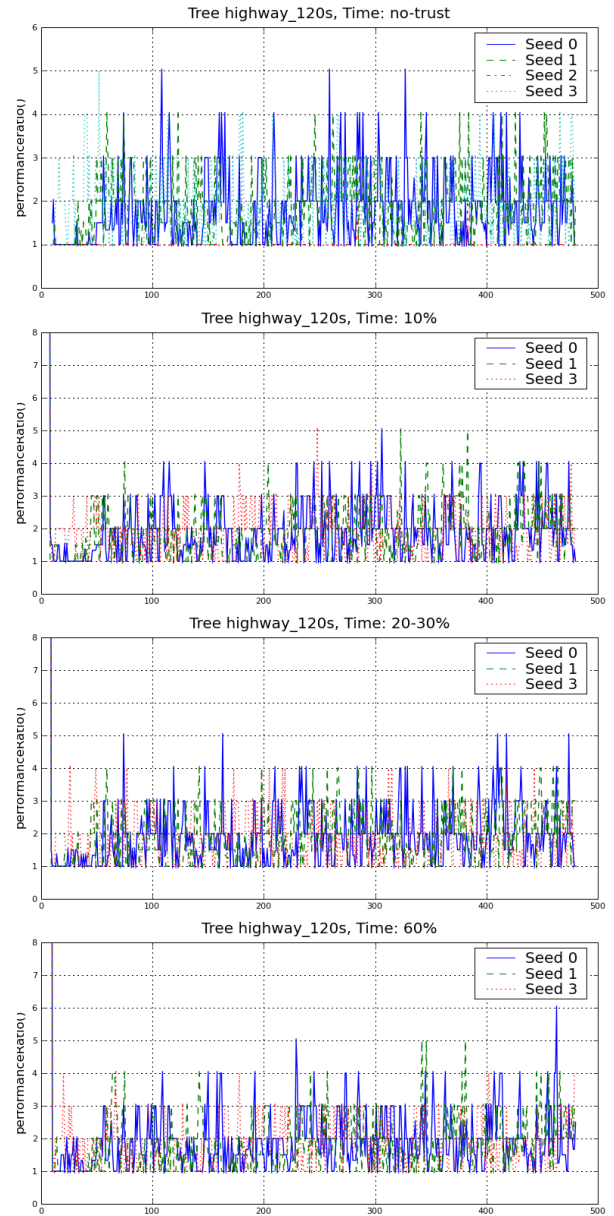 Tree highway_120s, Time: no-trust
6
5
4
3
2
1
0
Seed 0
Seed 1
Seed 2
Seed 3
0 100 200 300 400 500
Tree highway_120s, Time: 10%
8
7
6
5
4
3
2
1
0
performanceRatio()
Seed 0
Seed 1
Seed 3
0 100 200 300 400 500
Tree highway_120s, Time: 20-30%
8
7
6
5
4
3
2
1
0
performanceRatio()
Seed 0
Seed 1
Seed 3
0 100 200 300 400 500
Tree highway_120s, Time: 60%
8
7
6
5
4
3
2
1
0
performanceRatio()
Seed 0
Seed 1
Seed 3
0 100 200 300 400 500